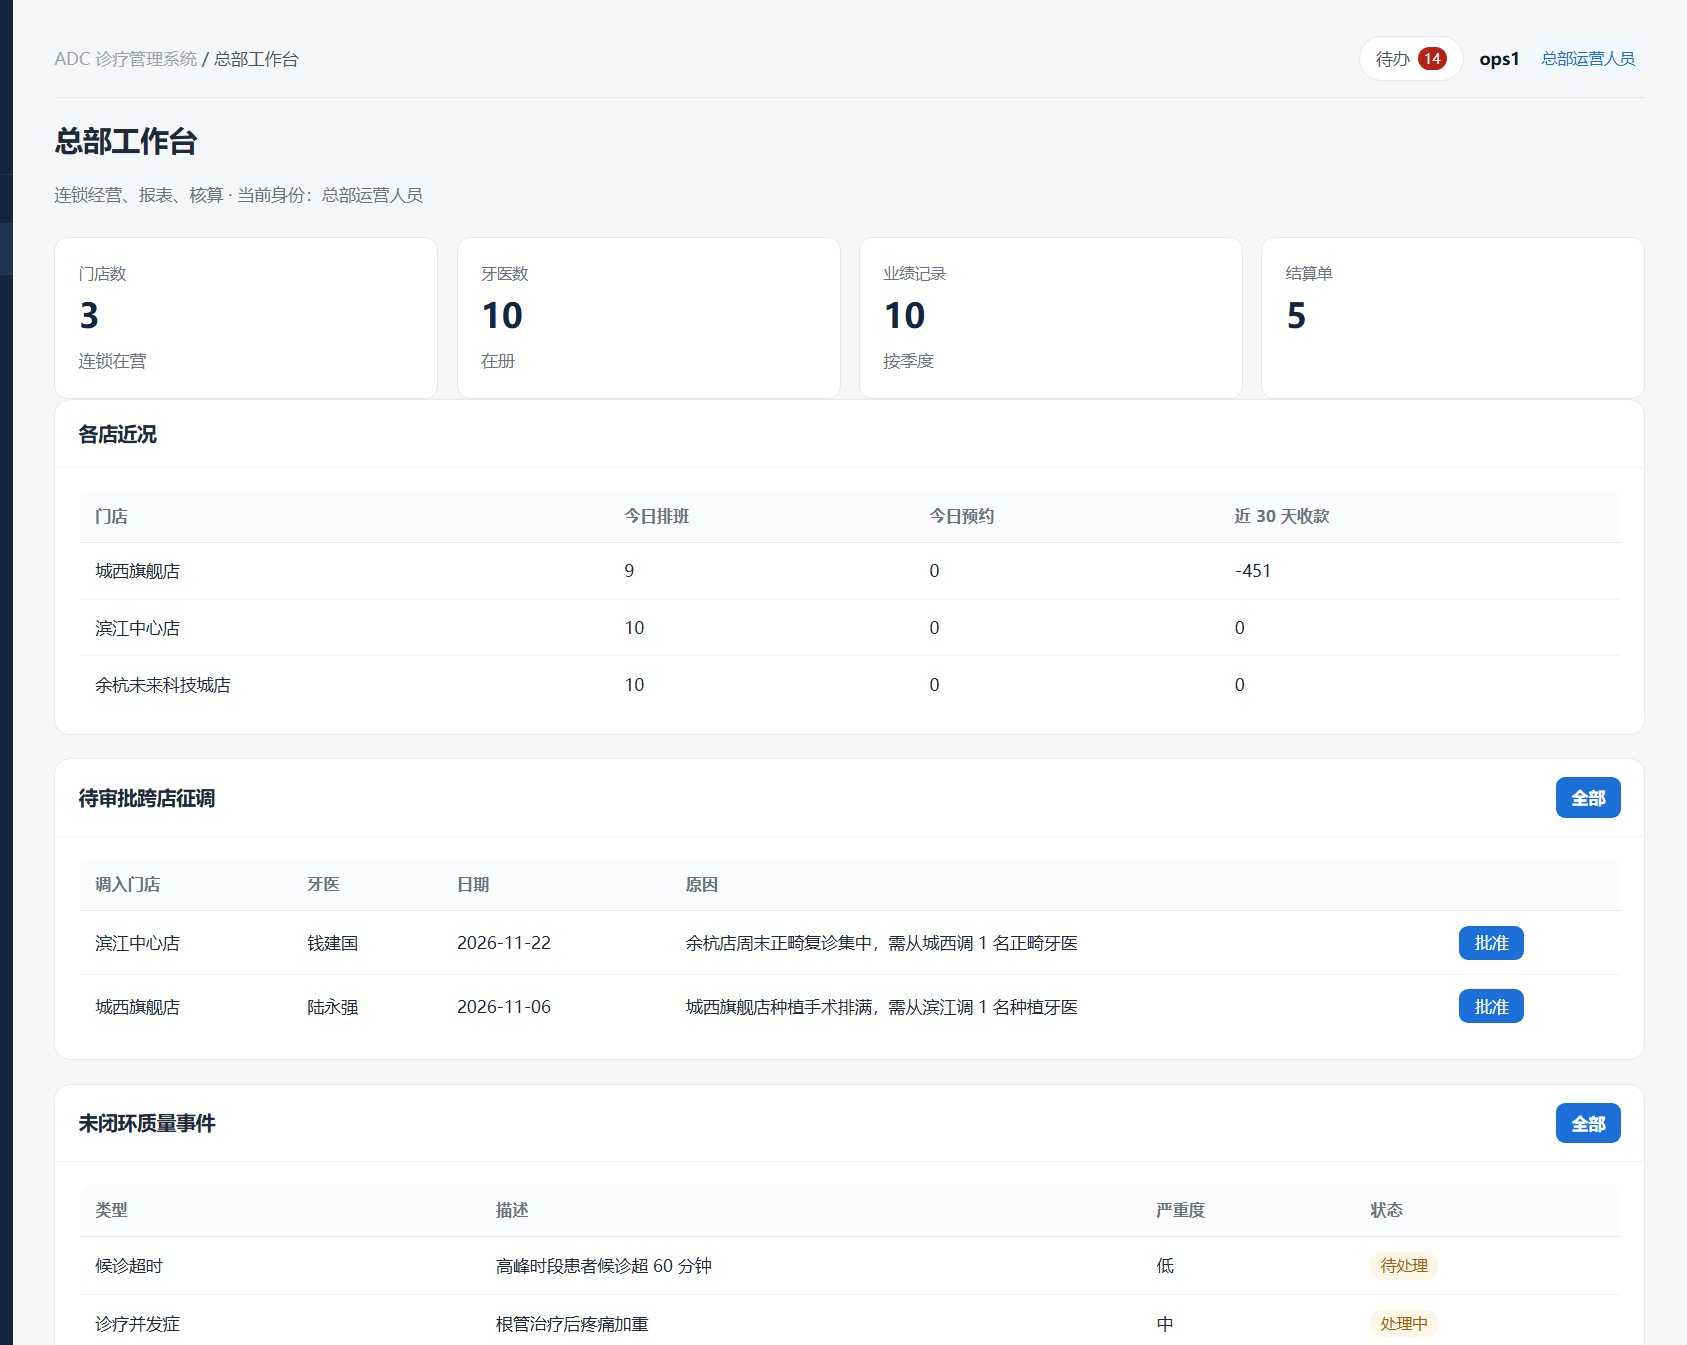 ADC 诊疗管理系统 / 总部工作台
待办 14 ops1 总部运营人员
总部工作台
连锁经营、报表、核算 · 当前身份：总部运营人员
门店数
3
连锁在营
牙医数
10
在册
业绩记录
10
按季度
结算单
5
各店近况
门店 今日排班 今日预约 近 30 天收款
城西旗舰店 9 0 -451
滨江中心店 10 0 0
余杭未来科技城店 10 0 0
待审批跨店征调 全部
调入门店 牙医 日期 原因
滨江中心店 钱建国 2026-11-22 余杭店周末正畸复诊集中，需从城西调 1 名正畸牙医 批准
城西旗舰店 陆永强 2026-11-06 城西旗舰店种植手术排满，需从滨江调 1 名种植牙医 批准
未闭环质量事件 全部
类型 描述 严重度 状态
候诊超时 高峰时段患者候诊超 60 分钟 低 待处理
诊疗并发症 根管治疗后疼痛加重 中 处理中